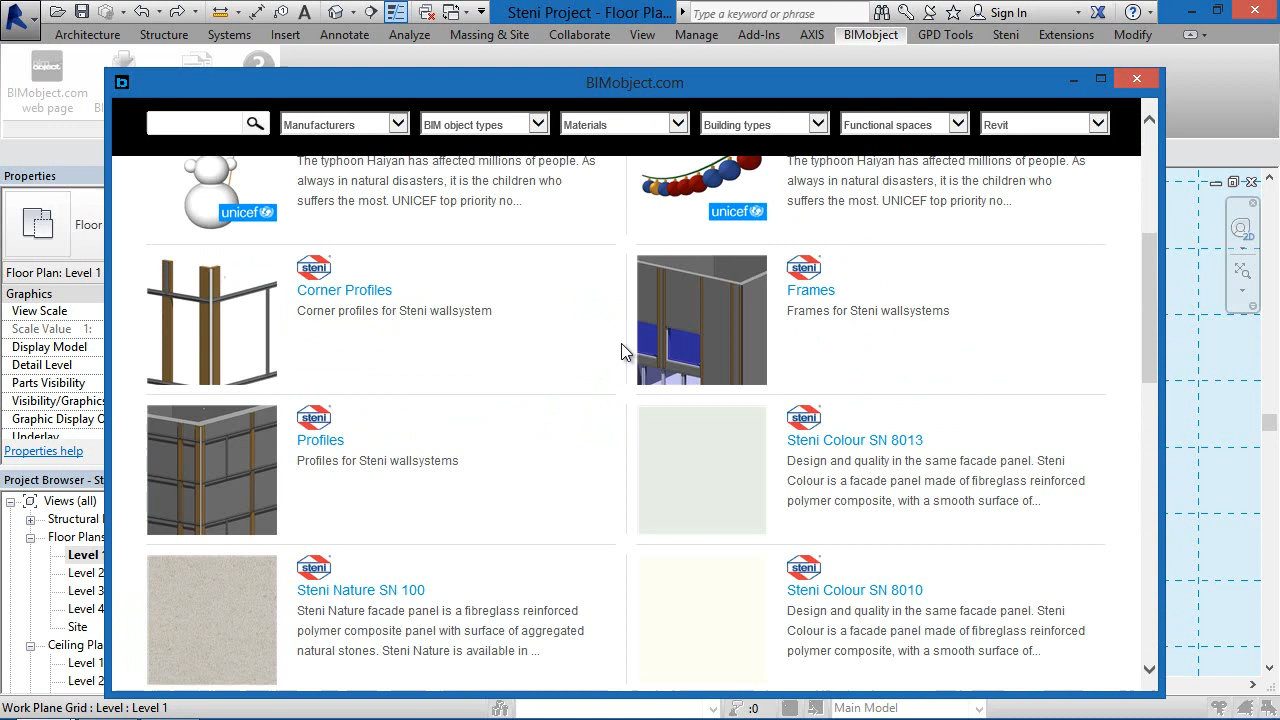 Steni Project - Floor Pla...
Type a keyword or phrase
Sign In
Architecture Structure Systems Insert Annotate Analyze Massing & Site Collaborate View Manage Add-Ins AXIS BIMobject GPD Tools Steni Extensions Modify
BIMobject.com
web page
BIMobject.com
Manufacturers BIM object types Materials Building types Functional spaces Revit
Properties
Floor
Floor Plan: Level 1
Graphics
View Scale
Scale Value 1:
Display Model
Detail Level
Parts Visibility
Visibility/Graph
Graphic Display O
Underlay
Properties help
Project Browser - St
Views (all)
Structural
Floor Plans
Level
Level 2
Level 3
Level 4
Site
Ceiling Pla
Level 1
Level 2
The typhoon Haiyan has affected millions of people. As
always in natural disasters, it is the children who
suffers the most. UNICEF top priority no...
unicef
The typhoon Haiyan has affected millions of people. As
always in natural disasters, it is the children who
suffers the most. UNICEF top priority no...
unicef
steni
Corner Profiles
Corner profiles for Steni wallsystem
steni
Frames
Frames for Steni wallsystems
steni
Profiles
Profiles for Steni wallsystems
steni
Steni Colour SN 8013
Design and quality in the same facade panel. Steni
Colour is a facade panel made of fibreglass reinforced
polymer composite, with a smooth surface of...
steni
Steni Nature SN 100
Steni Nature facade panel is a fibreglass reinforced
polymer composite panel with surface of aggregated
natural stones. Steni Nature is available in ...
steni
Steni Colour SN 8010
Design and quality in the same facade panel. Steni
Colour is a facade panel made of fibreglass reinforced
polymer composite, with a smooth surface of...
2D
Work Plane Grid : Level : Level 1
:0
Main Model